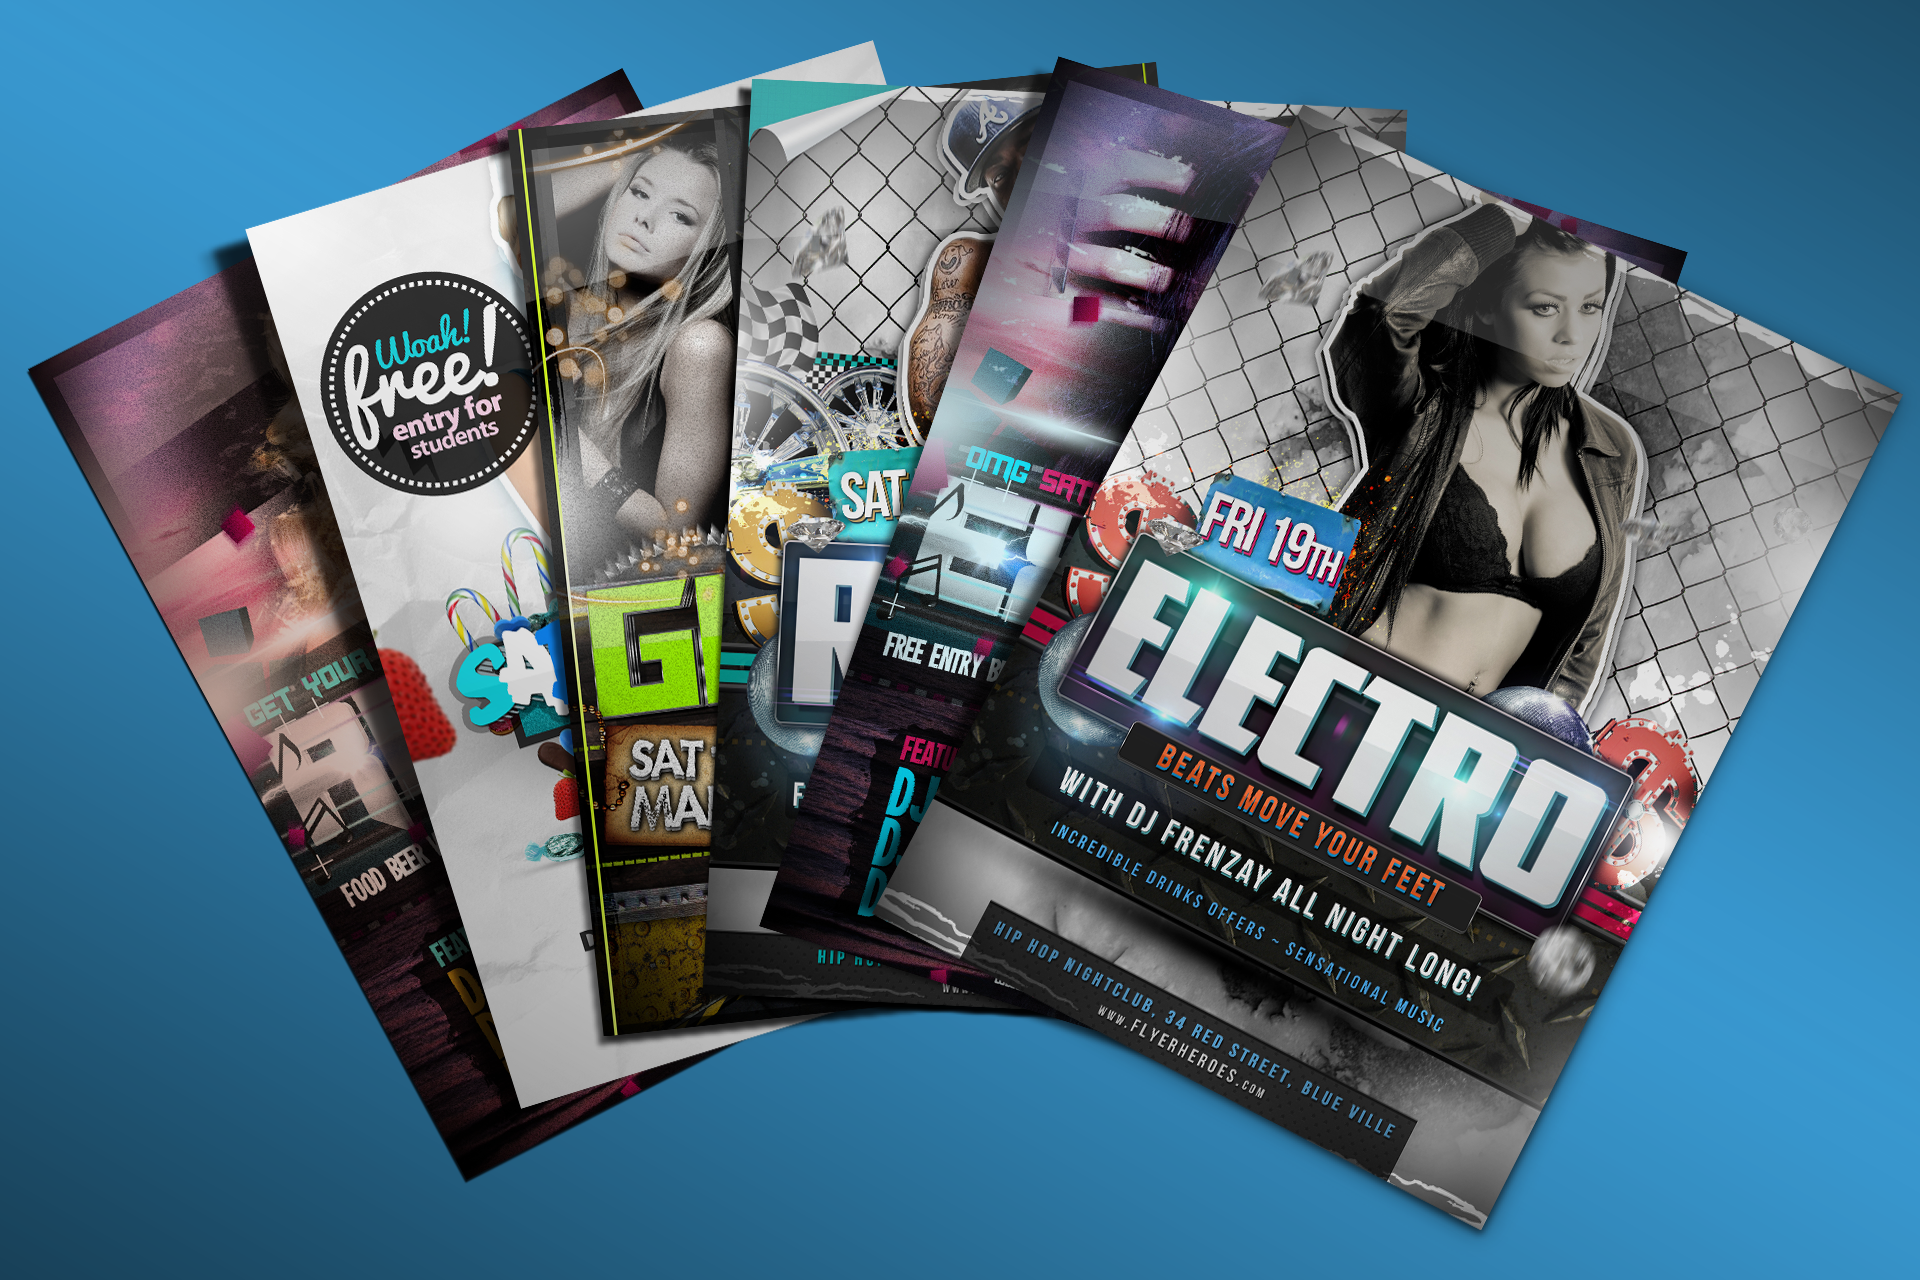 GET YOUR
FOOD BEER
Woah!
free!
entry for
students
SAT
SAT
OMG SAT
FREE ENTRY
DJ
FRI 19TH
ELECTRO
BEATS MOVE YOUR FEET
WITH DJ FRENZAY ALL NIGHT LONG!
INCREDIBLE DRINKS OFFERS ~ SENSATIONAL MUSIC
HIP HOP NIGHTCLUB, 34 RED STREET, BLUE VILLE
WWW.FLYERHEROES.COM